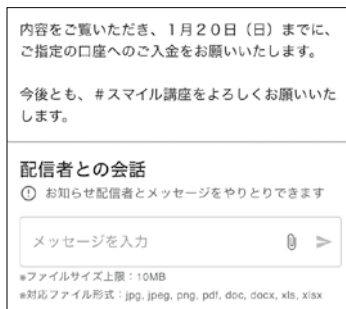 内容をご覧いただき、１月２０日（日）までに、
ご指定の口座へのご入金をお願いいたします。
今後とも、＃スマイル講座をよろしくお願いいた
します。
配信者との会話
お知らせ配信者とメッセージをやりとりできます
メッセージを入力
※ファイルサイズ上限：10MB
※対応ファイル形式：jpg, jpeg, png, pdf, doc, docx, xls, xlsx